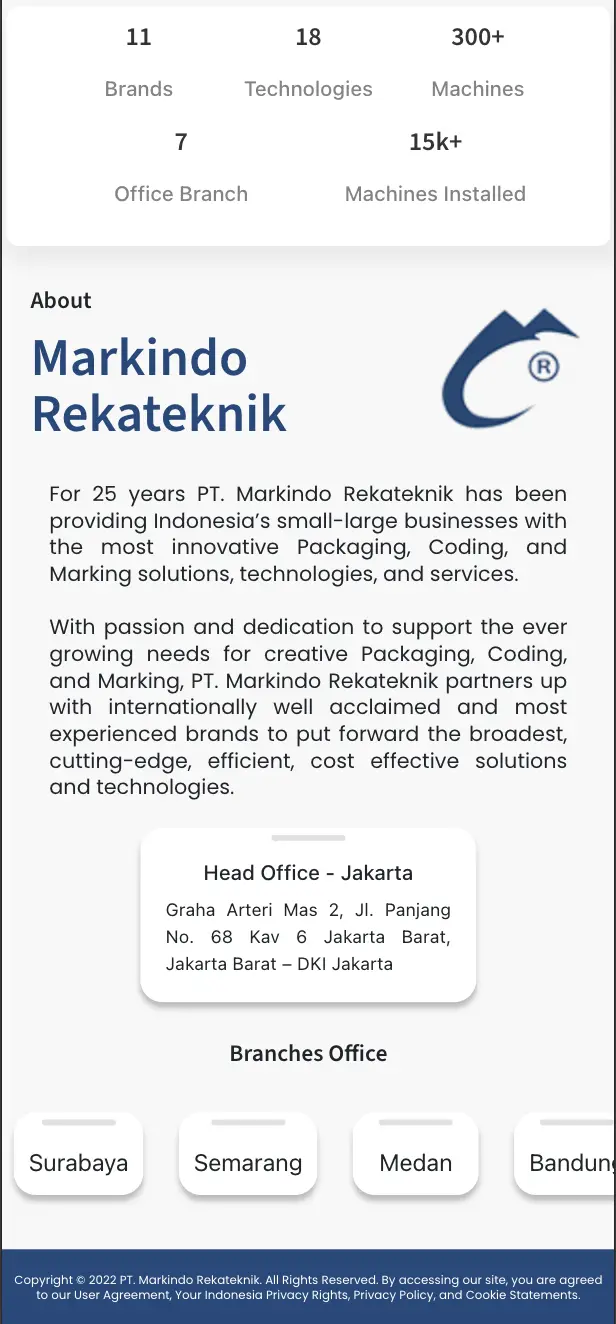 11 18 300+
Brands Technologies Machines
7 15k+
Office Branch Machines Installed
About
Markindo
Rekateknik
®
For 25 years PT. Markindo Rekateknik has been
providing Indonesia’s small-large businesses with
the most innovative Packaging, Coding, and
Marking solutions, technologies, and services.
With passion and dedication to support the ever
growing needs for creative Packaging, Coding,
and Marking, PT. Markindo Rekateknik partners up
with internationally well acclaimed and most
experienced brands to put forward the broadest,
cutting-edge, efficient, cost effective solutions
and technologies.
Head Office - Jakarta
Graha Arteri Mas 2, Jl. Panjang
No. 68 Kav 6 Jakarta Barat,
Jakarta Barat – DKI Jakarta
Branches Office
Surabaya Semarang Medan Bandung
Copyright © 2022 PT. Markindo Rekateknik. All Rights Reserved. By accessing our site, you are agreed
to our User Agreement, Your Indonesia Privacy Rights, Privacy Policy, and Cookie Statements.